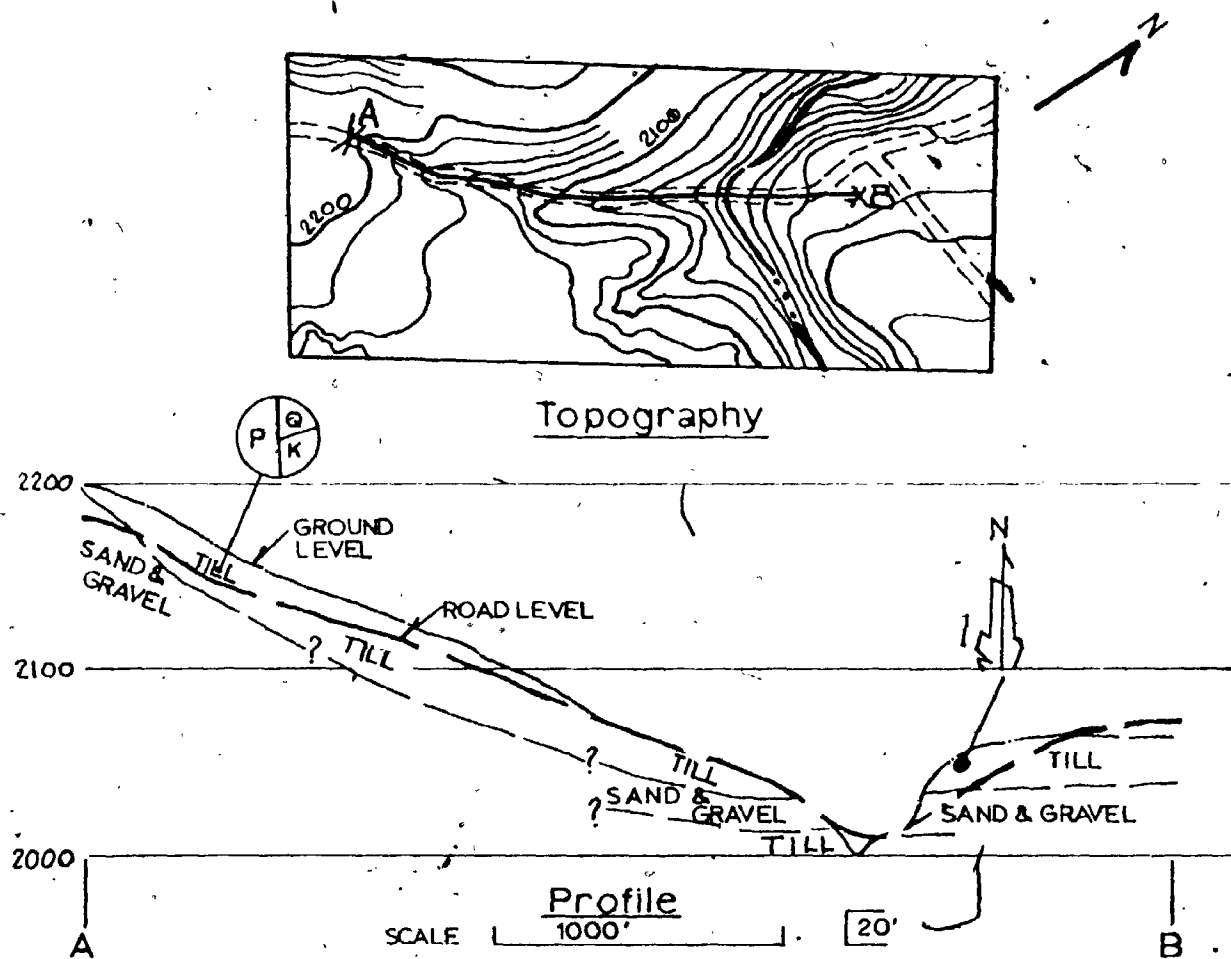 N
A
2100
2200
B
Topography
P Q
K
2200
GROUND
LEVEL
N
TILL
SAND &
GRAVEL
ROAD LEVEL
? TILL
2100
? TILL
TILL
? SAND &
GRAVEL
SAND & GRAVEL
TILL
2000
Profile
SCALE 1000' 20'
A B